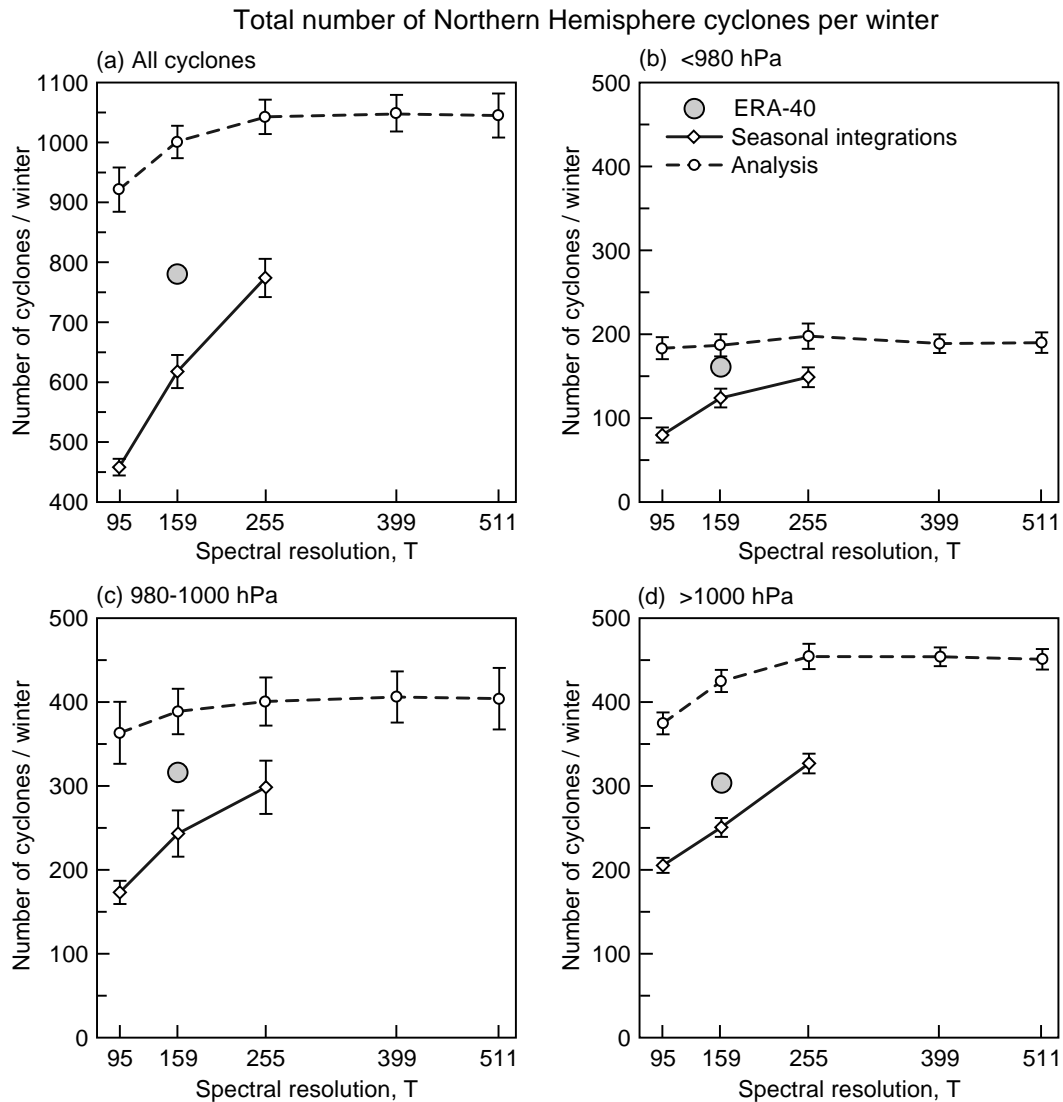 Total number of Northern Hemisphere cyclones per winter
(a) All cyclones
1100
1000
900
800
700
600
500
400
Number of cyclones / winter
95 159 255 399 511
Spectral resolution, T
(b) <980 hPa
500
400
300
200
100
0
Number of cyclones / winter
ERA-40
Seasonal integrations
Analysis
95 159 255 399 511
Spectral resolution, T
(c) 980-1000 hPa
500
400
300
200
100
0
Number of cyclones / winter
95 159 255 399 511
Spectral resolution, T
(d) >1000 hPa
500
400
300
200
100
0
Number of cyclones / winter
95 159 255 399 511
Spectral resolution, T